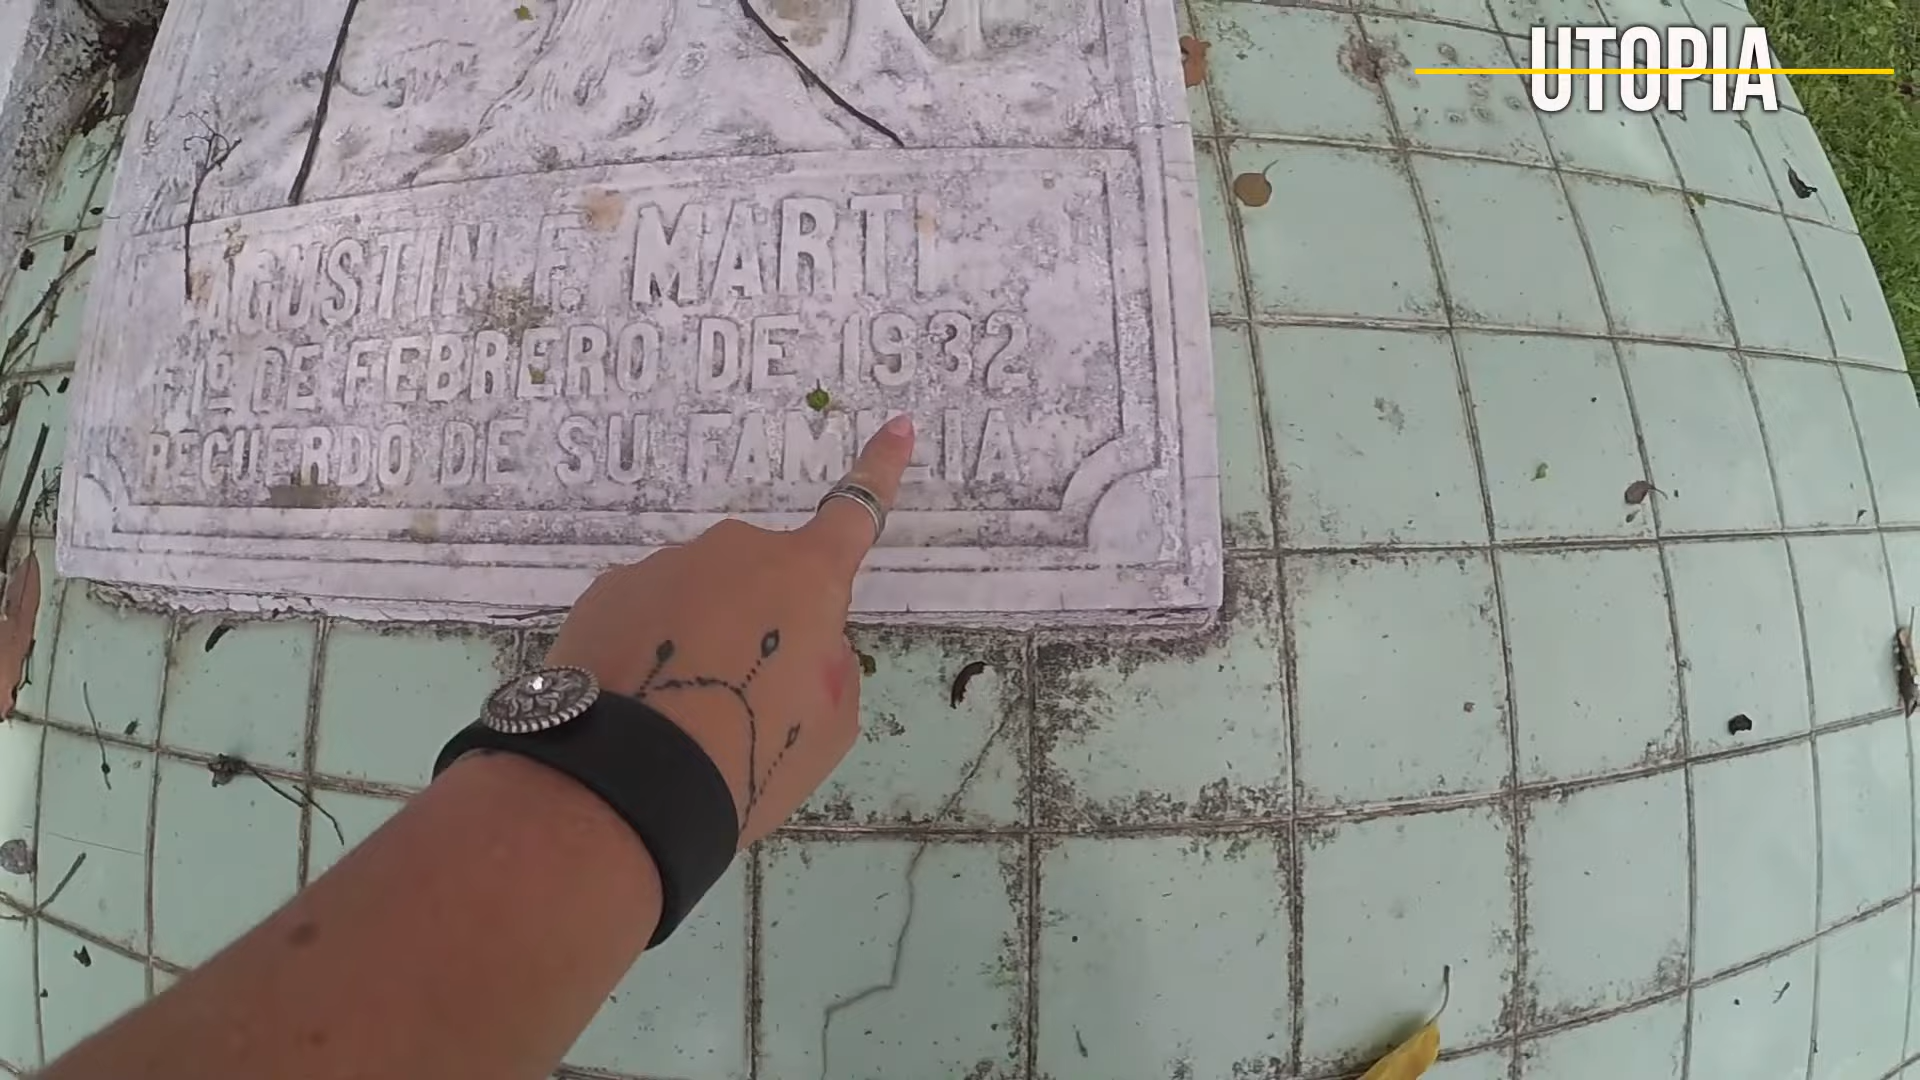 UTOPIA
AGUSTIN F. MARTI
† 1º DE FEBRERO DE 1932
RECUERDO DE SU FAMILIA